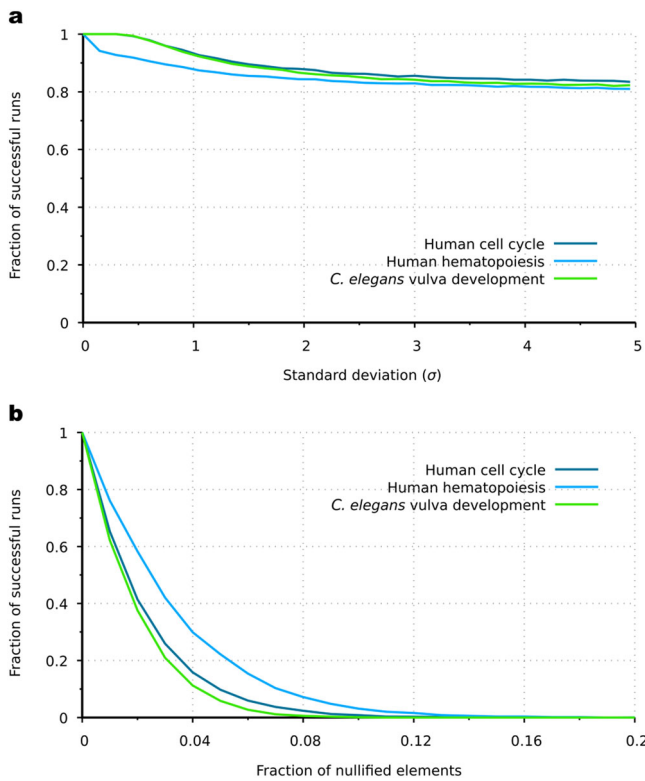 a
1
0.8
0.6
0.4
0.2
0
Fraction of successful runs
Human cell cycle
Human hematopoiesis
C. elegans vulva development
0 1 2 3 4 5
Standard deviation (σ)
b
1
0.8
0.6
0.4
0.2
0
Fraction of successful runs
Human cell cycle
Human hematopoiesis
C. elegans vulva development
0 0.04 0.08 0.12 0.16 0.2
Fraction of nullified elements